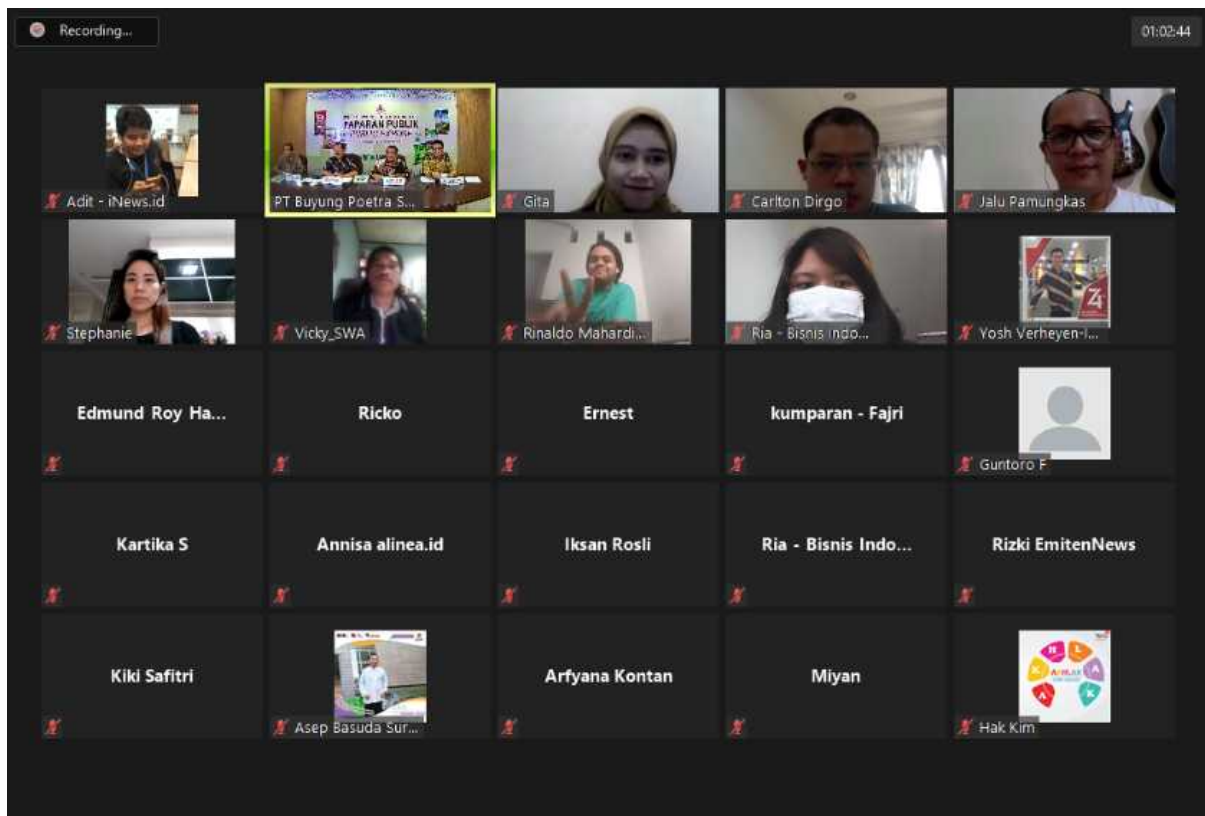 Recording...
01:02:44
Adit - iNews.id
PAPARAN PUBLIK
PT Buyung Poetra S...
Gita
Carlton Dirgo
Jalu Pamungkas
Stephanie
Vicky_SWA
Rinaldo Mahardi...
Ria - Bisnis Indo...
Yosh Verheyen-I...
Edmund Roy Ha...
Ricko
Ernest
kumparan - Fajri
Guntoro F
Kartika S
Annisa alinea.id
Iksan Rosli
Ria - Bisnis Indo...
Rizki EmitenNews
Kiki Safitri
Asep Basuda Sur...
Arfyana Kontan
Miyan
Hak Kim